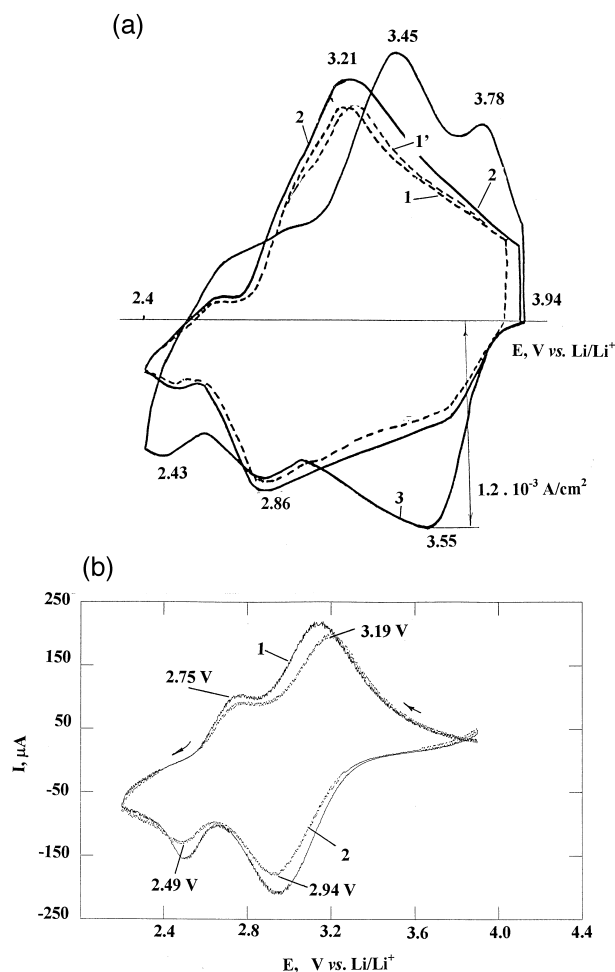 (a)
3.45
3.21
3.78
2
1'
2
1
2.4
3.94
E, V vs. Li/Li+
2.43
2.86
3
1.2 . 10⁻³ A/cm²
3.55
(b)
250
1
3.19 V
150
2.75 V
50
I, μA
-50
2
-150
2.49 V
2.94 V
-250
2.4 2.8 3.2 3.6 4.0 4.4
E, V vs. Li/Li⁺